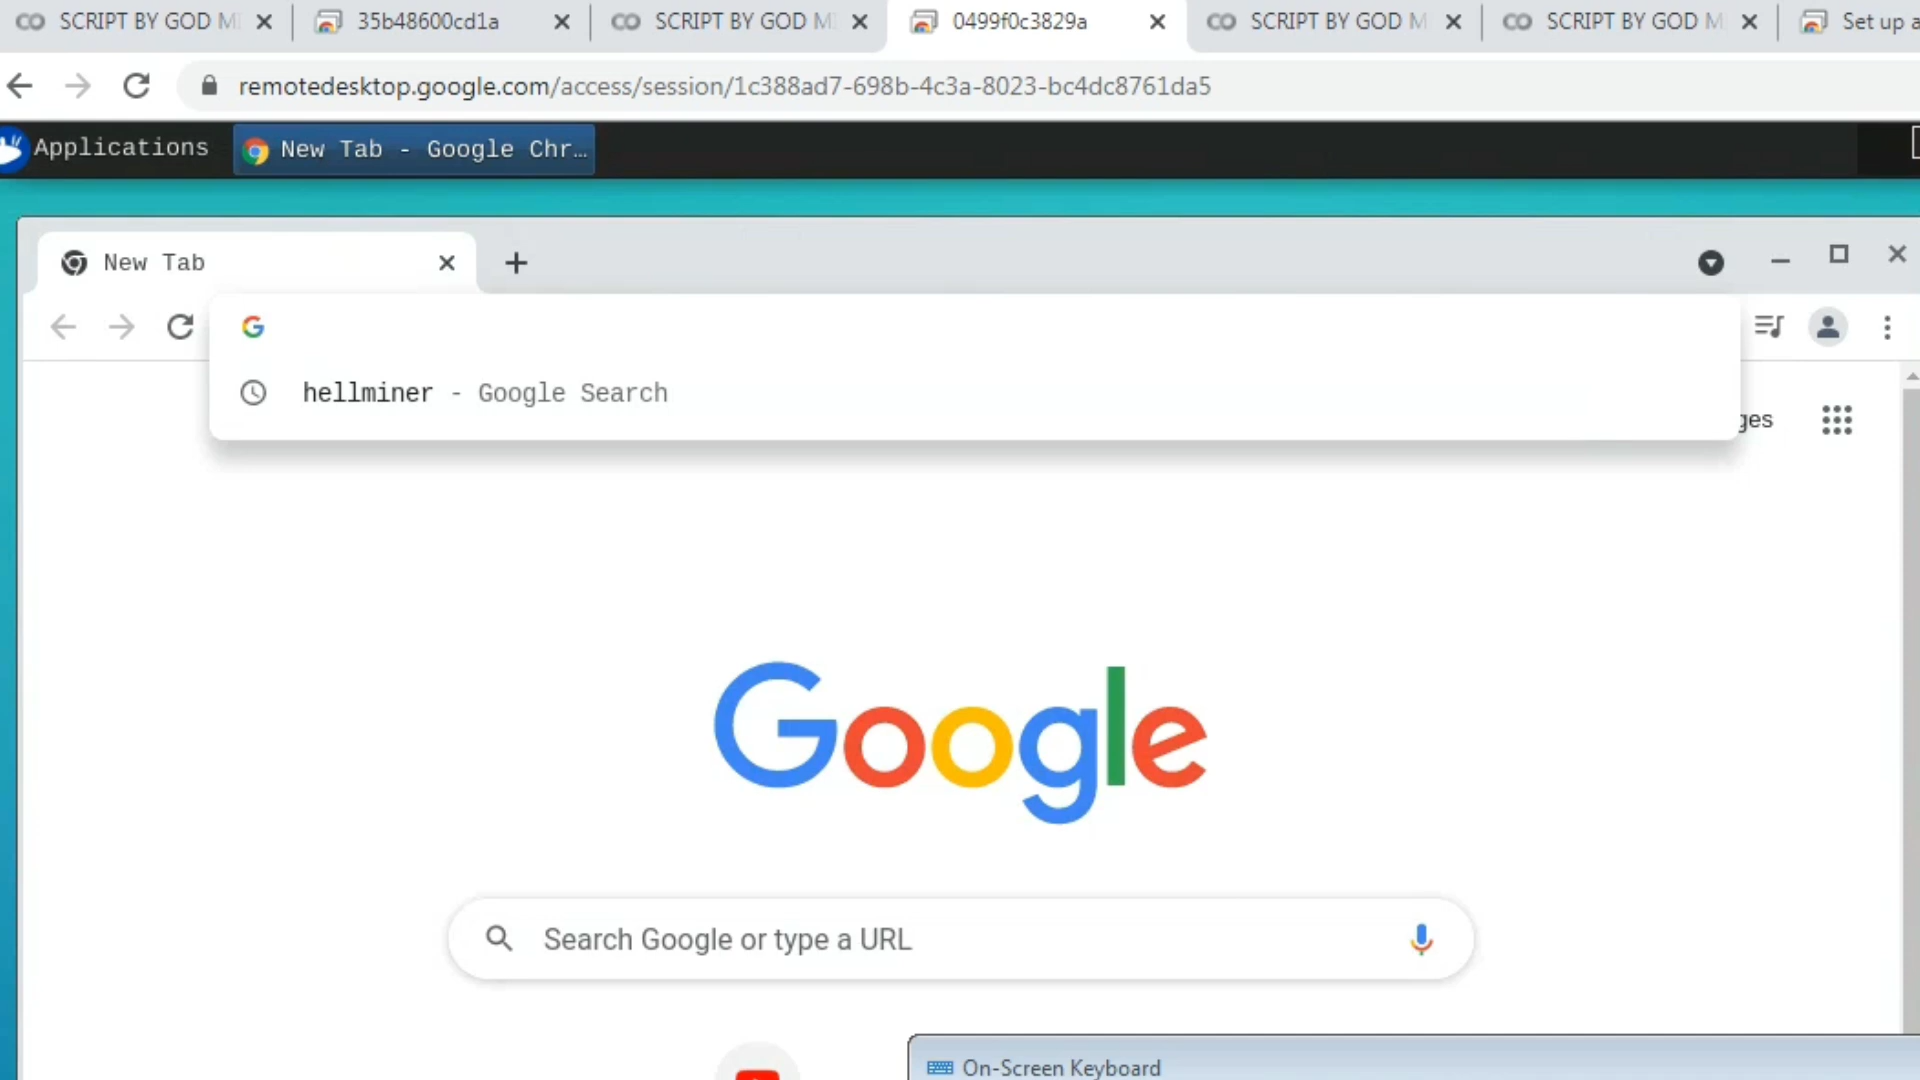 SCRIPT BY GOD M
35b48600cd1a
SCRIPT BY GOD M
0499f0c3829a
SCRIPT BY GOD M
SCRIPT BY GOD M
Set up a
remotedesktop.google.com/access/session/1c388ad7-698b-4c3a-8023-bc4dc8761da5
Applications
New Tab - Google Chr…
New Tab
hellminer - Google Search
ges
Google
Search Google or type a URL
On-Screen Keyboard